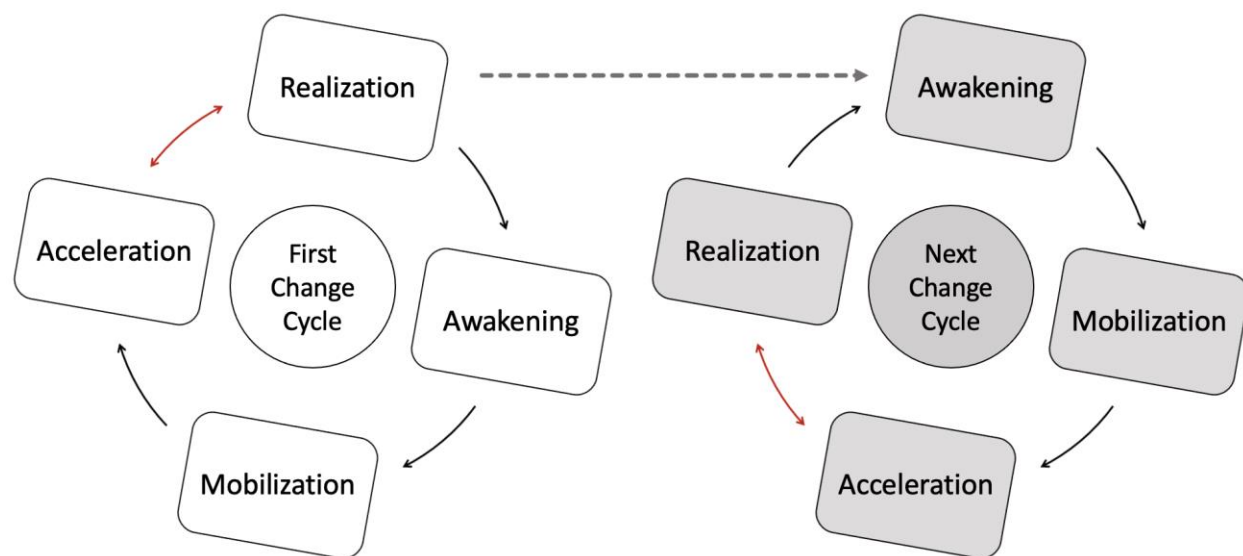 Realization
Acceleration
First
Change
Cycle
Awakening
Mobilization
Awakening
Realization
Next
Change
Cycle
Mobilization
Acceleration